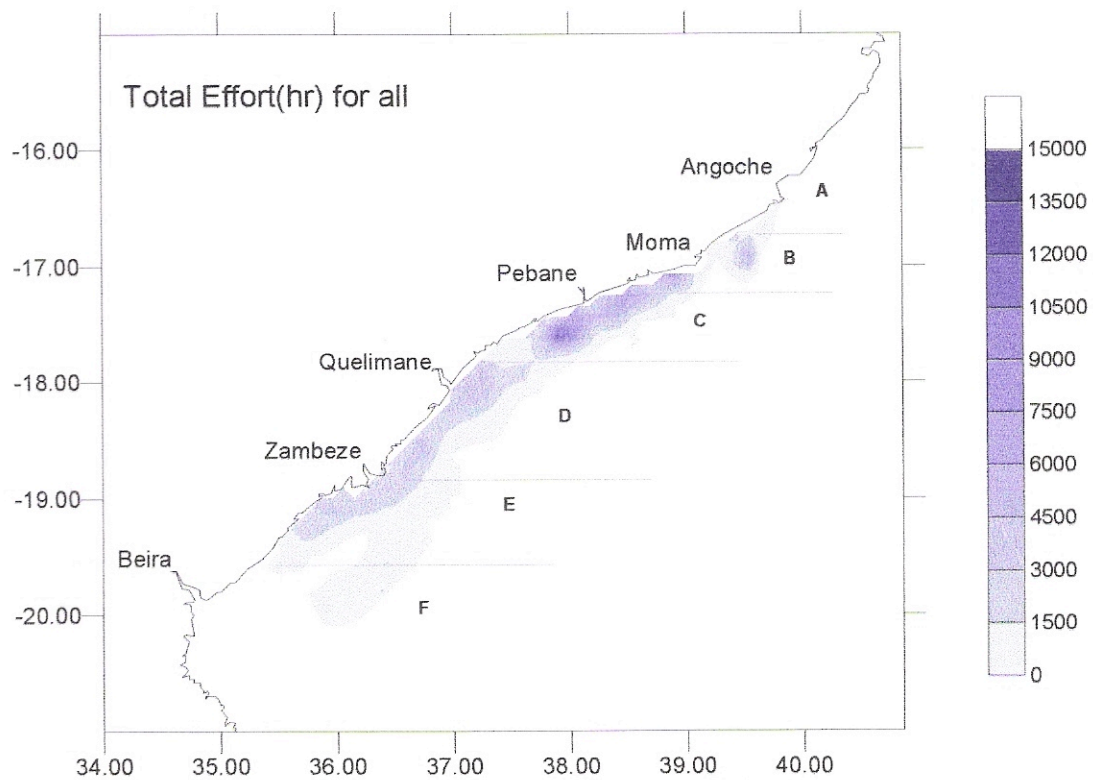 Total Effort(hr) for all
-16.00
-17.00
-18.00
-19.00
-20.00
Angoche
Moma
Pebane
Quelimane
Zambeze
Beira
A
B
C
D
E
F
34.00 35.00 36.00 37.00 38.00 39.00 40.00
15000
13500
12000
10500
9000
7500
6000
4500
3000
1500
0